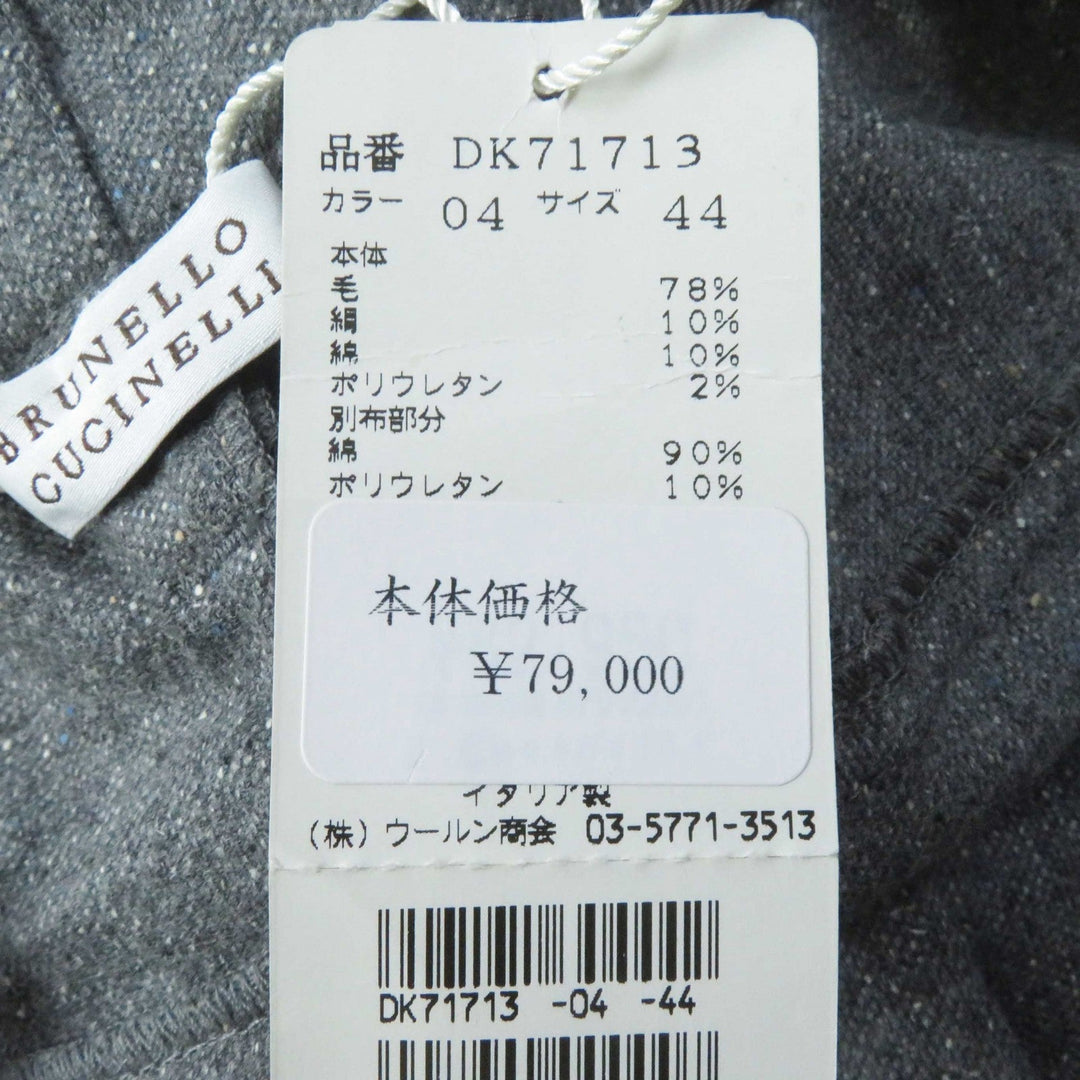 品番 DK71713
カラー 04 サイズ 44
本体
毛 78%
絹 10%
綿 10%
ポリウレタン 2%
別布部分
綿 90%
ポリウレタン 10%
本体価格
¥79,000
イタリア製
(株)ウールン商会 03-5771-3513
DK71713 -04 -44
BRUNELLO
CUCINELLI